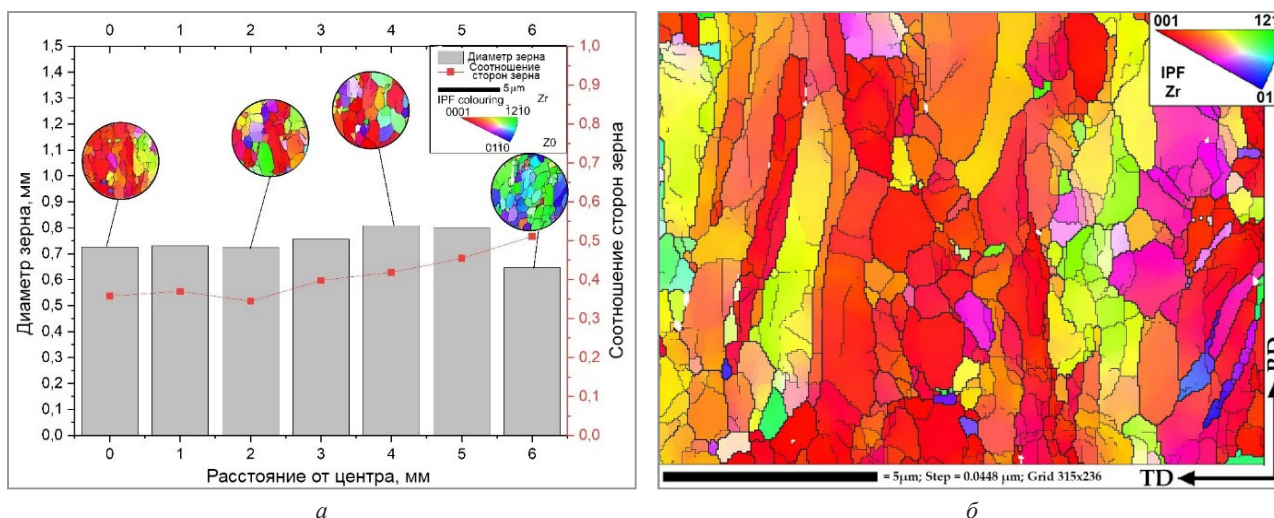 0 1 2 3 4 5 6
1,5
1,4
1,3
1,2
1,1
1,0
0,9
0,8
0,7
0,6
0,5
0,4
0,3
0,2
0,1
0,0
Диаметр зерна,мм
Диаметр зерна
Соотношение
сторон зерна
5μm
IPF colouring Zr
0001 1210
0110 Z0
1,0
0,9
0,8
0,7
0,6
0,5
0,4
0,3
0,2
0,1
0,0
Соотношение сторон зерна
0 1 2 3 4 5 6
Расстояние от центра, мм
а
001 121
IPF
Zr
01
= 5μm; Step = 0.0448 μm; Grid 315x236
TD
б